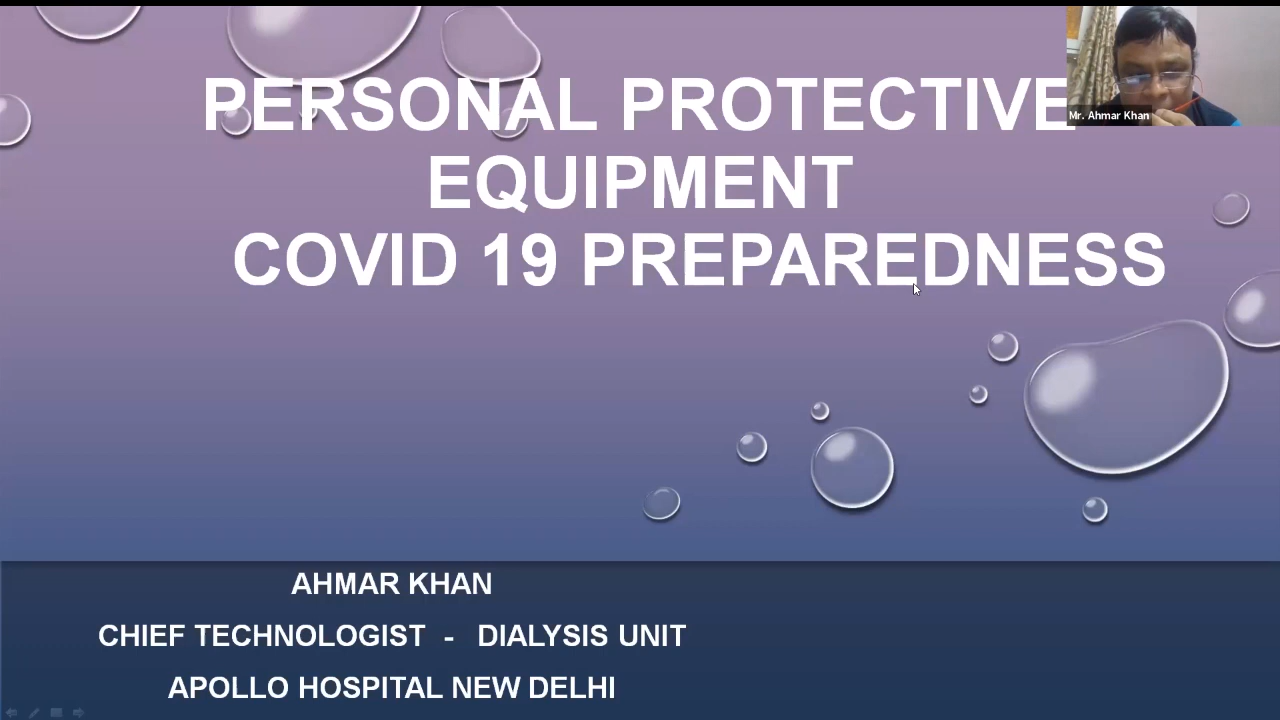 PERSONAL PROTECTIVE
EQUIPMENT
COVID 19 PREPAREDNESS
Mr. Ahmar Khan
AHMAR KHAN
CHIEF TECHNOLOGIST - DIALYSIS UNIT
APOLLO HOSPITAL NEW DELHI